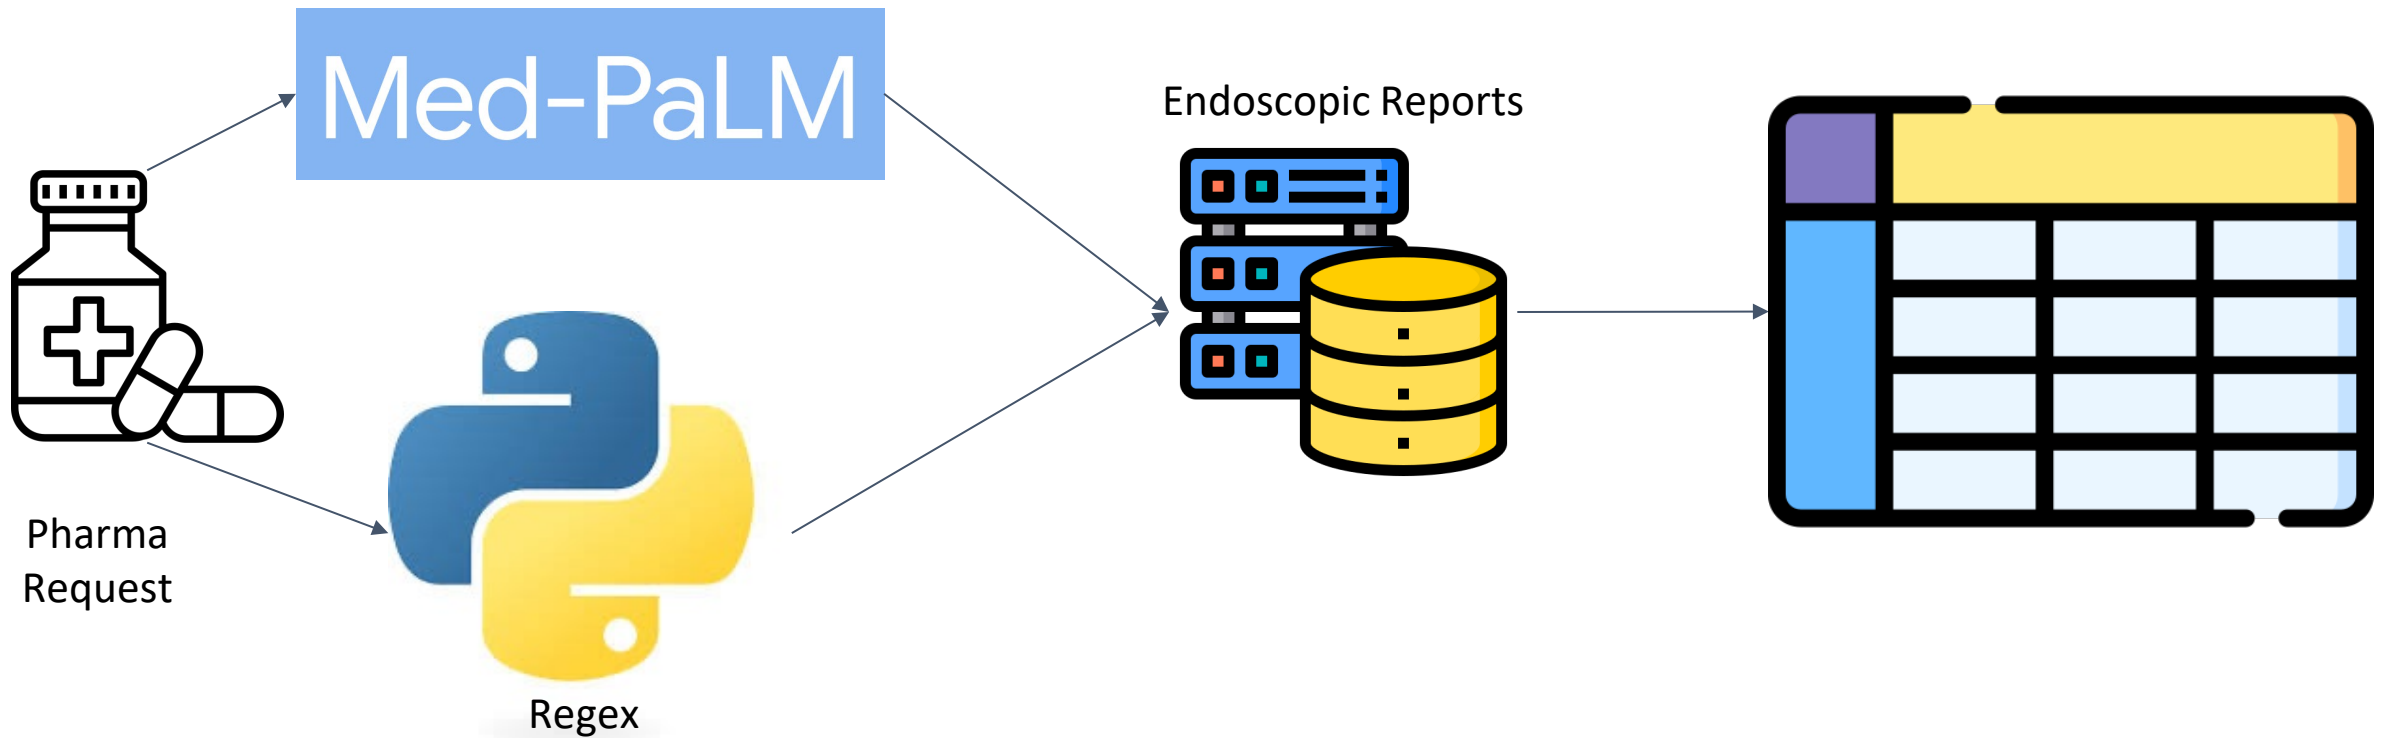 Med-PaLM
Endoscopic Reports
Pharma
Request
Regex